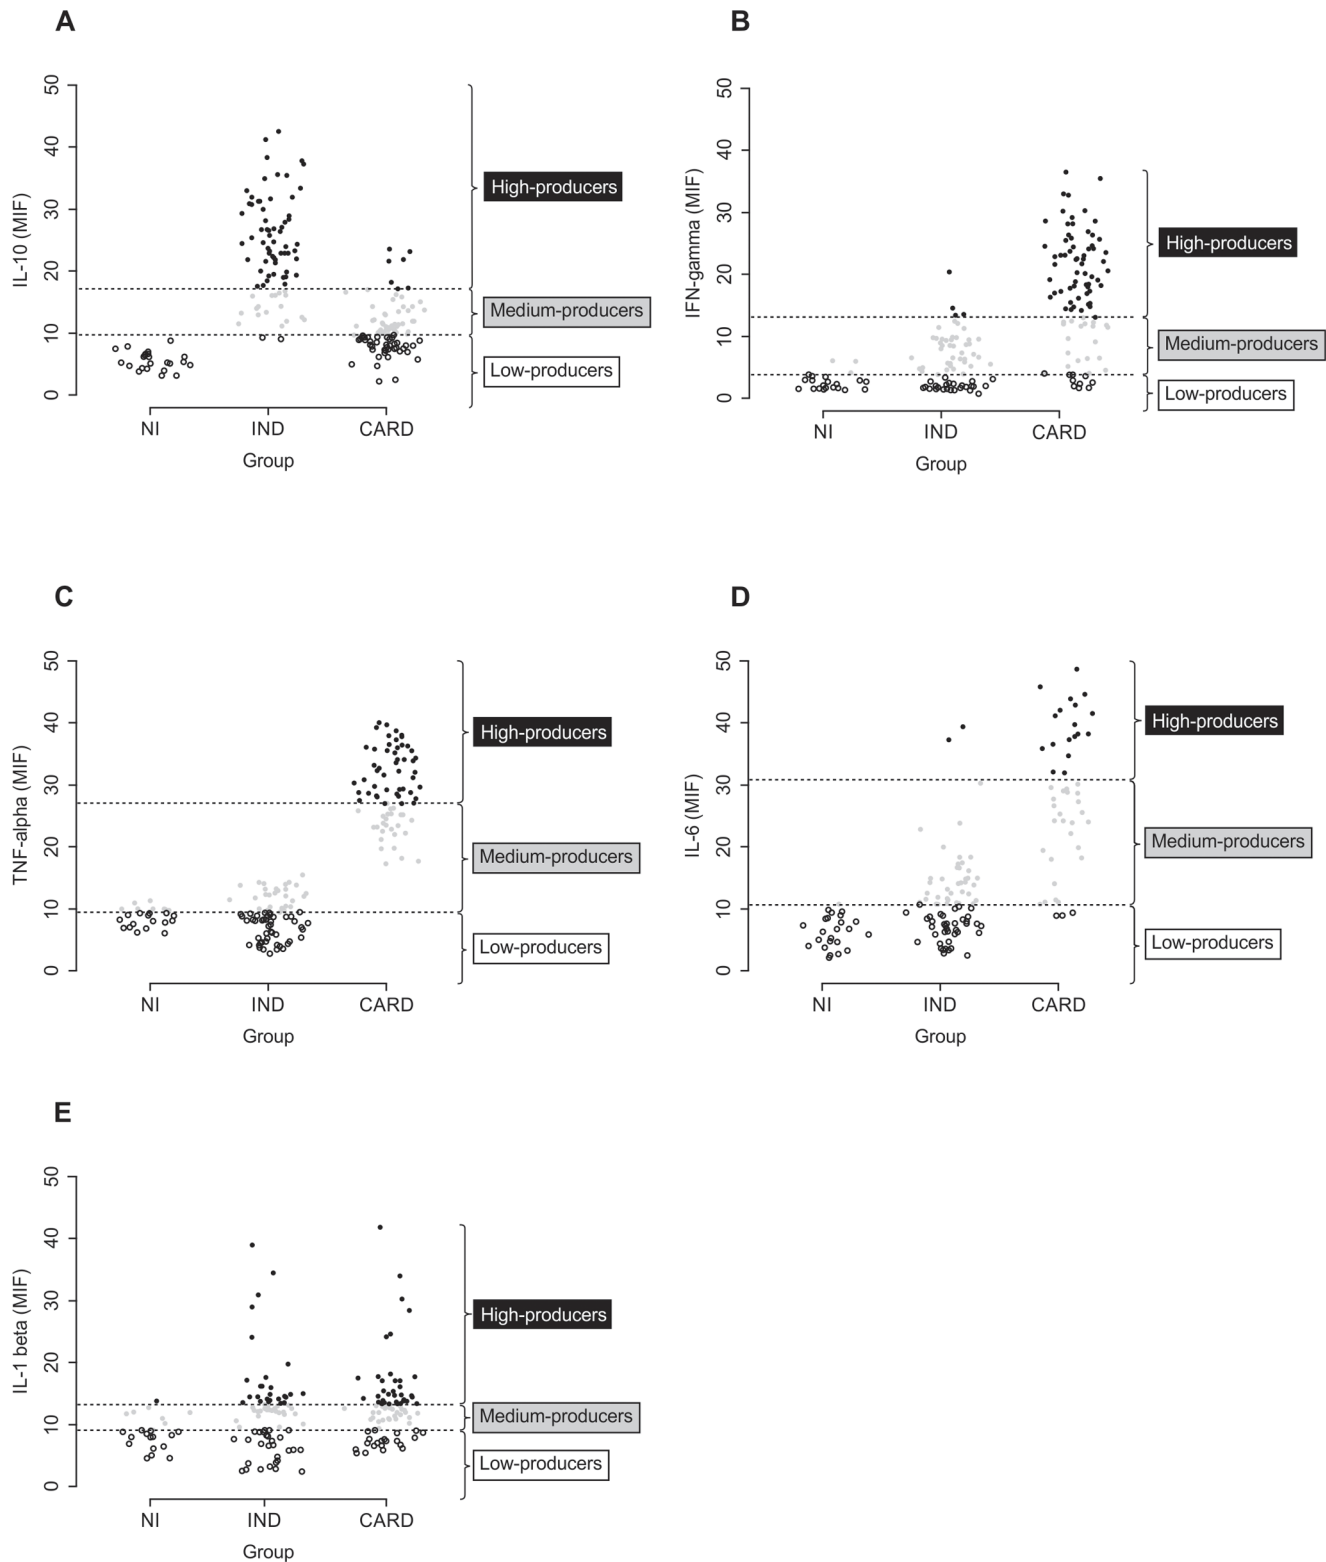 A
IL-10 (MIF)
50
40
30
20
10
0
High-producers
Medium-producers
Low-producers
NI IND CARD
Group
B
IFN-gamma (MIF)
50
40
30
20
10
0
High-producers
Medium-producers
Low-producers
NI IND CARD
Group
C
TNF-alpha (MIF)
50
40
30
20
10
0
High-producers
Medium-producers
Low-producers
NI IND CARD
Group
D
IL-6 (MIF)
50
40
30
20
10
0
High-producers
Medium-producers
Low-producers
NI IND CARD
Group
E
IL-1 beta (MIF)
50
40
30
20
10
0
High-producers
Medium-producers
Low-producers
NI IND CARD
Group